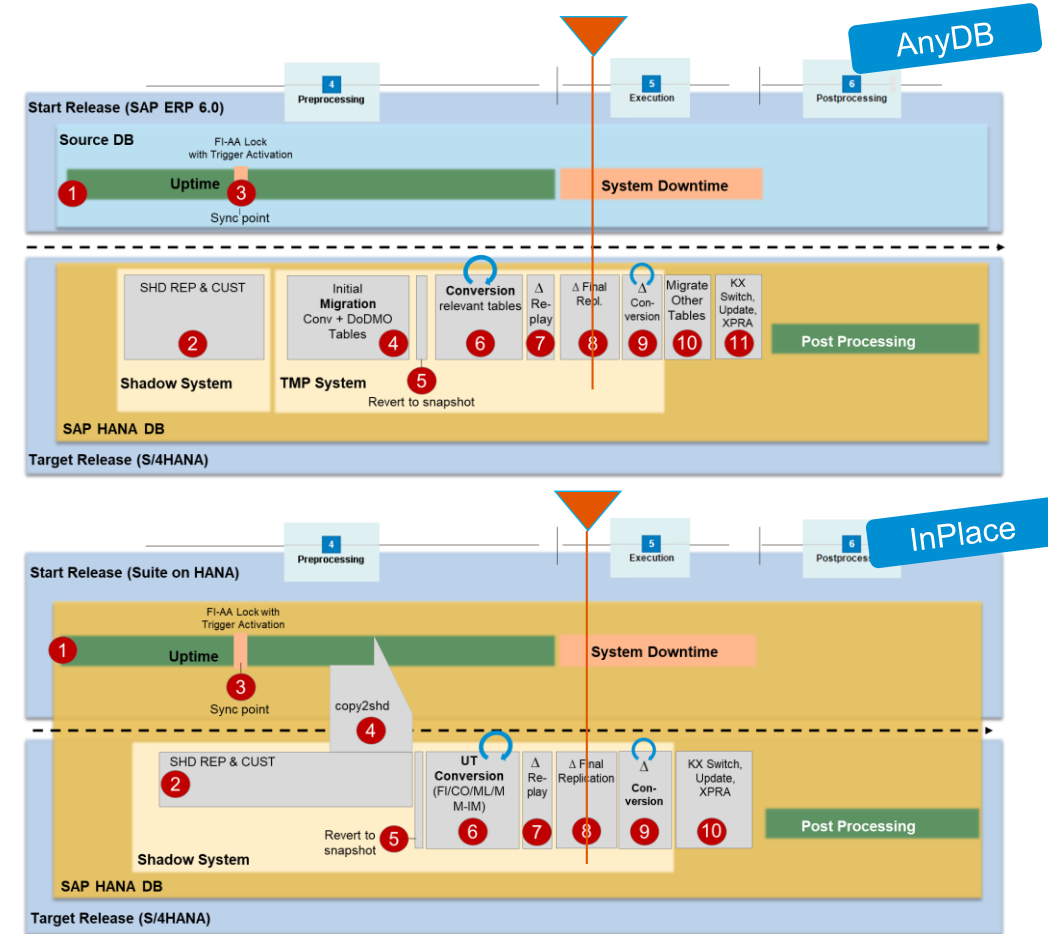 AnyDB
4
Preprocessing
5
Execution
6
Postprocessing
Start Release (SAP ERP 6.0)
Source DB
FI-AA Lock
with Trigger Activation
1
Uptime
3
System Downtime
Sync point
SHD REP & CUST
2
Shadow System
Initial
Migration
Conv + DoDMO
Tables
4
TMP System
5
Revert to snapshot
Conversion
relevant tables
6
Δ
Re-
play
7
Δ Final
Repl.
8
Δ
Con-
version
9
Migrate
Other
Tables
10
KX
Switch,
Update,
XPRA
11
Post Processing
SAP HANA DB
Target Release (S/4HANA)
InPlace
4
Preprocessing
5
Execution
6
Postproces
Start Release (Suite on HANA)
FI-AA Lock with
Trigger Activation
1
Uptime
3
System Downtime
Sync point
copy2shd
4
SHD REP & CUST
2
Revert to
snapshot
5
Shadow System
UT
Conversion
(FI/CO/ML/M
M-IM)
6
Δ
Re-
play
7
Δ Final
Replication
8
Δ
Con-
version
9
KX Switch,
Update,
XPRA
10
Post Processing
SAP HANA DB
Target Release (S/4HANA)